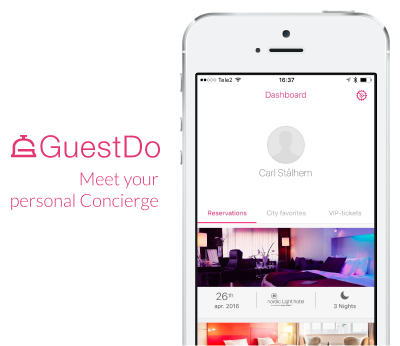 GuestDo
Meet your
personal Concierge
Tele2 16:37
Dashboard
Carl Stålhem
Reservations City favorites VIP-tickets
26th
apr. 2016
nordic Light hotel
3 Nights